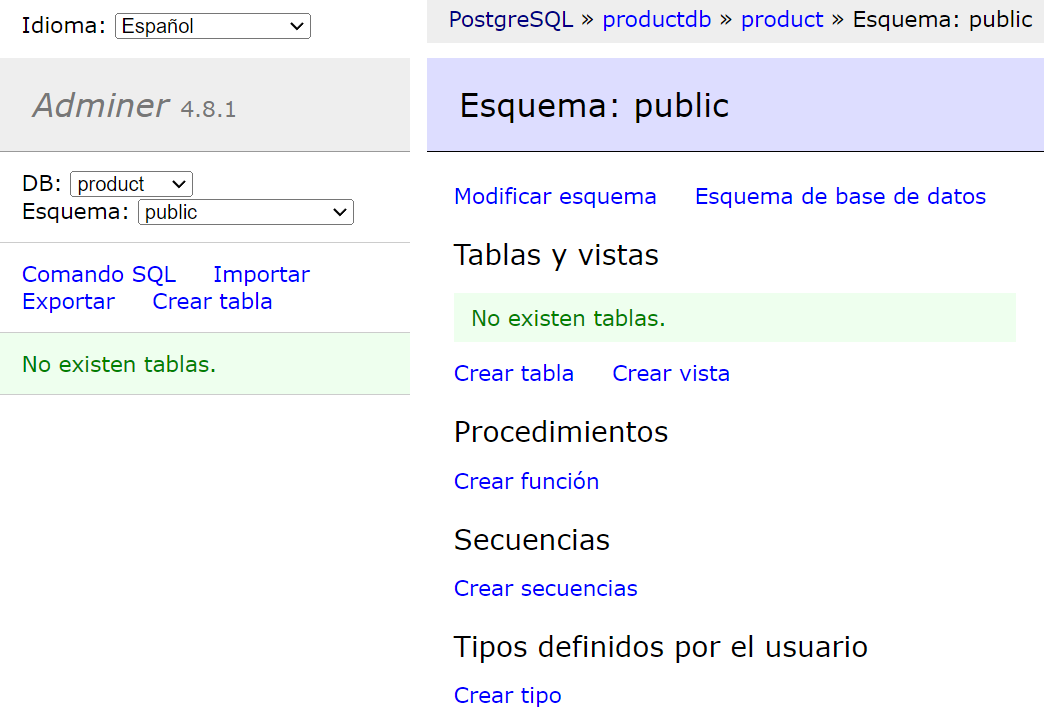 Idioma: Español
Adminer 4.8.1
DB: product
Esquema: public
Comando SQL Importar
Exportar Crear tabla
No existen tablas.
PostgreSQL » productdb » product » Esquema: public
Esquema: public
Modificar esquema Esquema de base de datos
Tablas y vistas
No existen tablas.
Crear tabla Crear vista
Procedimientos
Crear función
Secuencias
Crear secuencias
Tipos definidos por el usuario
Crear tipo